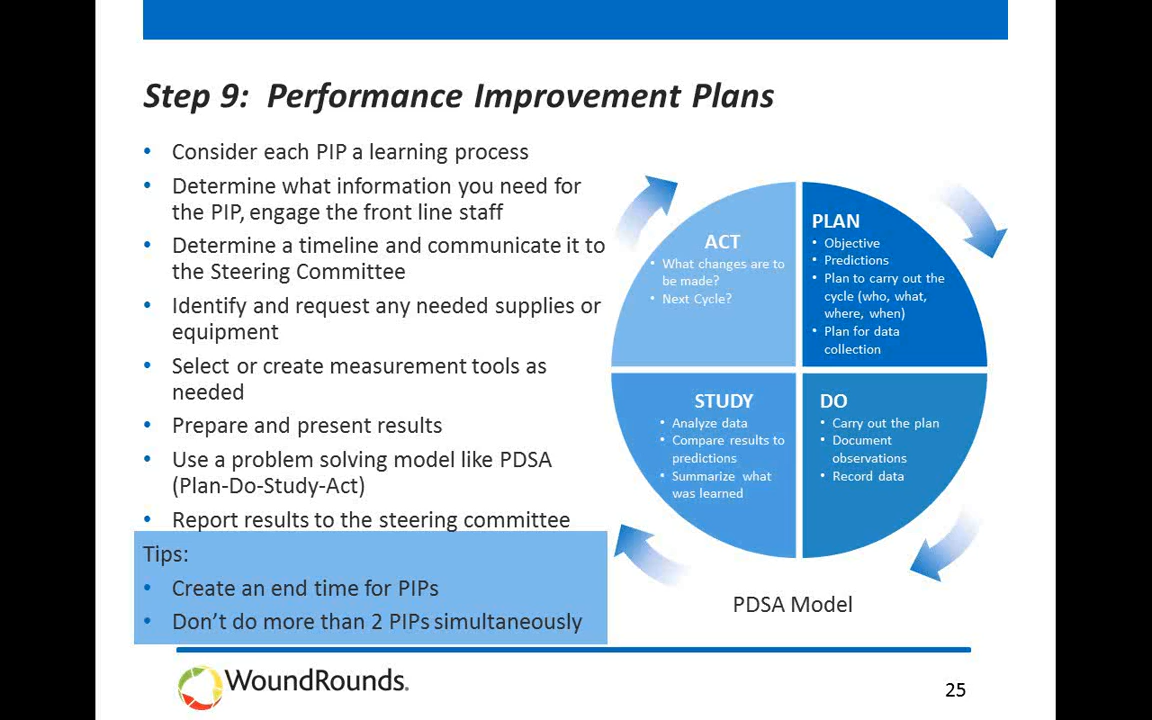 Step 9:  Performance Improvement Plans
• Consider each PIP a learning process
• Determine what information you need for
the PIP, engage the front line staff
• Determine a timeline and communicate it to
the Steering Committee
• Identify and request any needed supplies or
equipment
• Select or create measurement tools as
needed
• Prepare and present results
• Use a problem solving model like PDSA
(Plan-Do-Study-Act)
• Report results to the steering committee
Tips:
• Create an end time for PIPs
• Don't do more than 2 PIPs simultaneously
ACT
• What changes are to
be made?
• Next Cycle?
PLAN
• Objective
• Predictions
• Plan to carry out the
cycle (who, what,
where, when)
• Plan for data
collection
STUDY
• Analyze data
• Compare results to
predictions
• Summarize what
was learned
DO
• Carry out the plan
• Document
observations
• Record data
PDSA Model
WoundRounds.
25